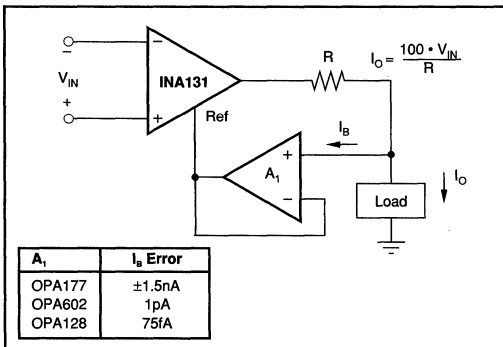 −
−
V_IN
+
+
INA131
Ref
R
I_O = 100 • V_IN / R
I_B
A_1
+
−
Load
I_O
A_1 I_B Error
OPA177 ±1.5nA
OPA602 1pA
OPA128 75fA